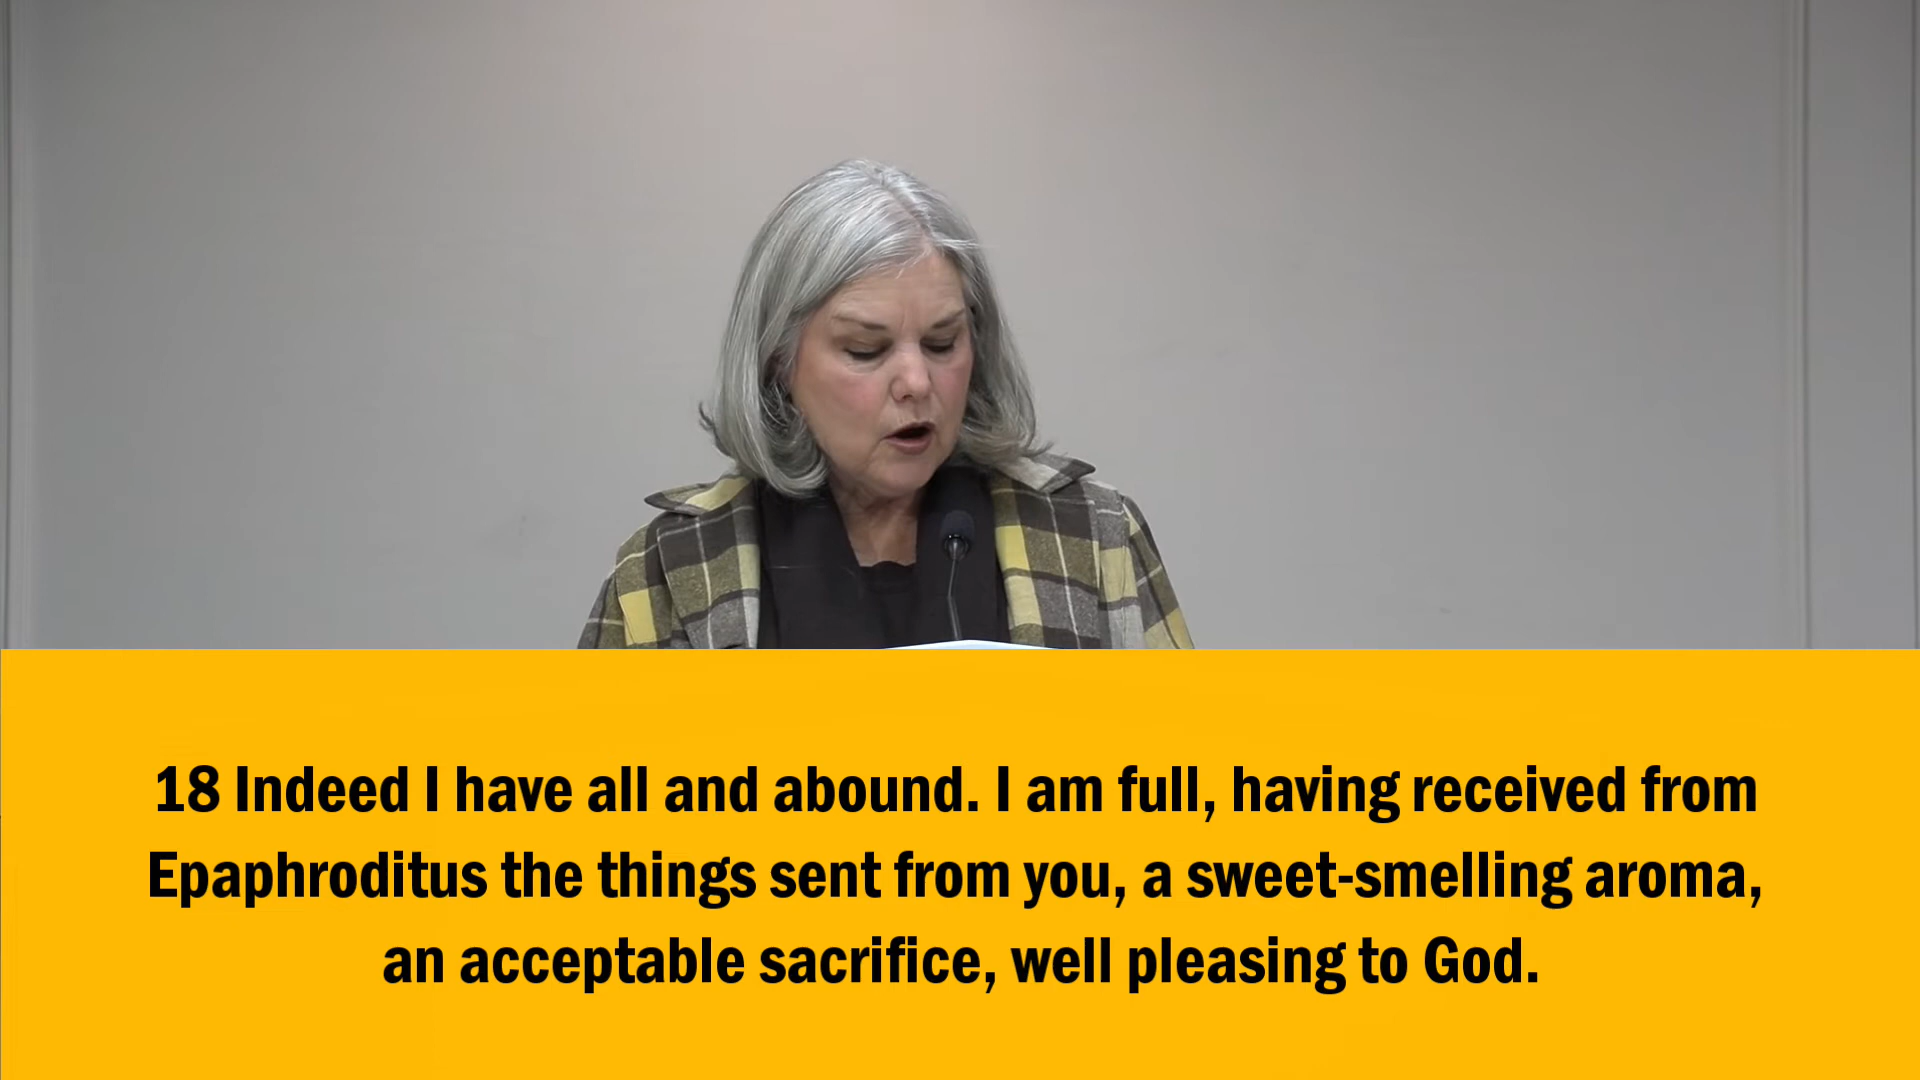 18 Indeed I have all and abound. I am full, having received from
Epaphroditus the things sent from you, a sweet-smelling aroma,
an acceptable sacrifice, well pleasing to God.